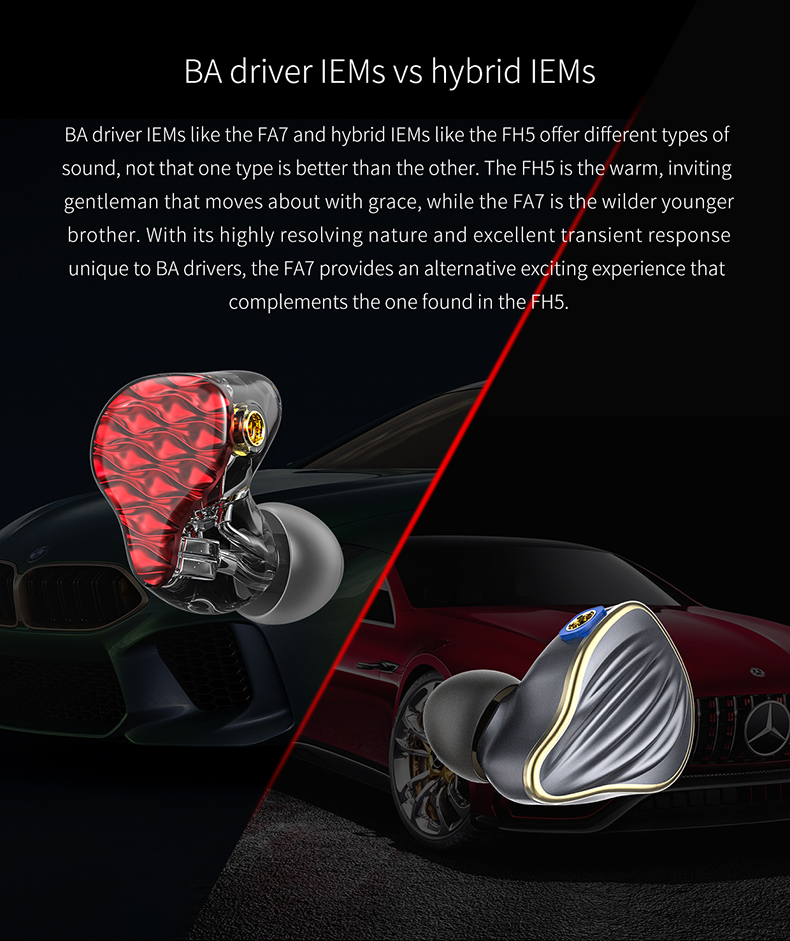 BA driver IEMs vs hybrid IEMs
BA driver IEMs like the FA7 and hybrid IEMs like the FH5 offer different types of
sound, not that one type is better than the other. The FH5 is the warm, inviting
gentleman that moves about with grace, while the FA7 is the wilder younger
brother. With its highly resolving nature and excellent transient response
unique to BA drivers, the FA7 provides an alternative exciting experience that
complements the one found in the FH5.